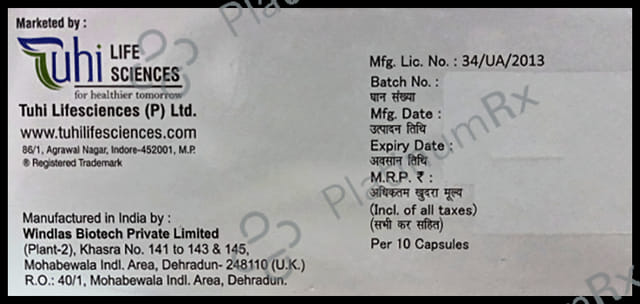 Marketed by :
Tuhi LIFE SCIENCES
for healthier tomorrow
Tuhi Lifesciences (P) Ltd.
www.tuhilifesciences.com
86/1, Agrawal Nagar, Indore-452001, M.P.
® Registered Trademark
Manufactured in India by :
Windlas Biotech Private Limited
(Plant-2), Khasra No. 141 to 143 & 145,
Mohabewala Indl. Area, Dehradun- 248110 (U.K.)
R.O.: 40/1, Mohabewala Indl. Area, Dehradun.
Mfg. Lic. No. : 34/UA/2013
Batch No. :
घान संख्या
Mfg. Date :
उत्पादन तिथि
Expiry Date :
अवसान तिथि
M.R.P. ₹ :
अधिकतम खुदरा मूल्य
(Incl. of all taxes)
(सभी कर सहित)
Per 10 Capsules
PlatinumRx
PlatinumRx